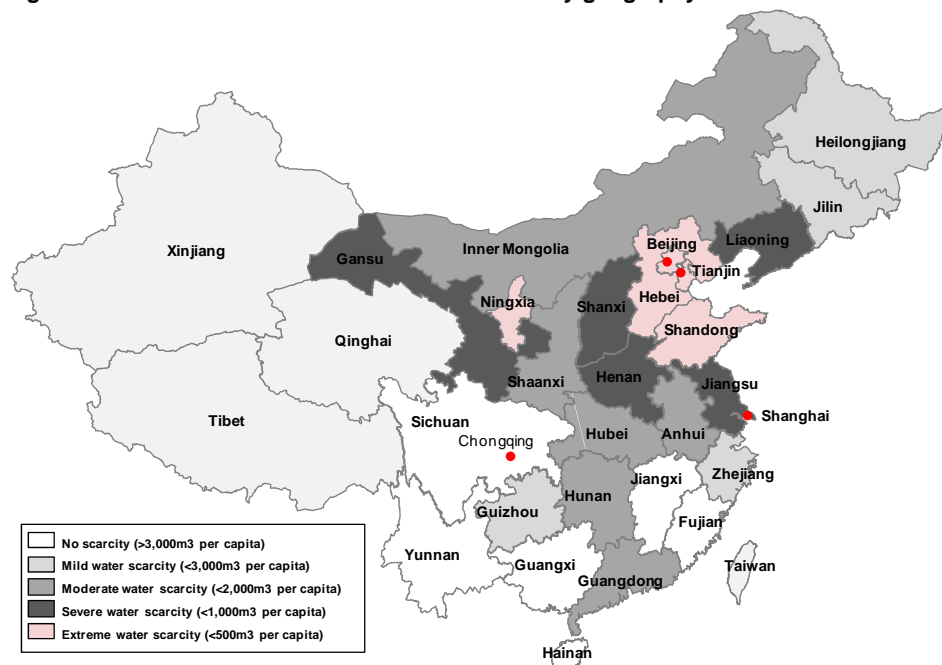 Heilongjiang
Jilin
Xinjiang
Inner Mongolia
Beijing
Liaoning
Gansu
Tianjin
Ningxia
Hebei
Shanxi
Shandong
Qinghai
Shaanxi
Henan
Jiangsu
Tibet
Sichuan
Shanghai
Chongqing
Hubei
Anhui
Zhejiang
Jiangxi
Hunan
Guizhou
Fujian
Yunnan
Guangxi
Taiwan
Guangdong
Hainan
No scarcity (>3,000m3 per capita)
Mild water scarcity (<3,000m3 per capita)
Moderate water scarcity (<2,000m3 per capita)
Severe water scarcity (<1,000m3 per capita)
Extreme water scarcity (<500m3 per capita)